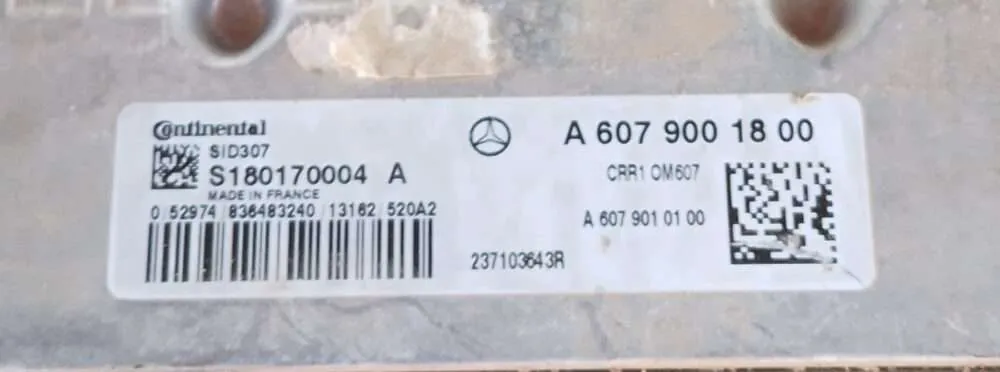 Continental
SID307
S180170004 A
MADE IN FRANCE
0 / 52974 / 836483240 / 13162 / 520A2
A 607 900 18 00
CRR1 OM607
A 607 901 01 00
237103643R